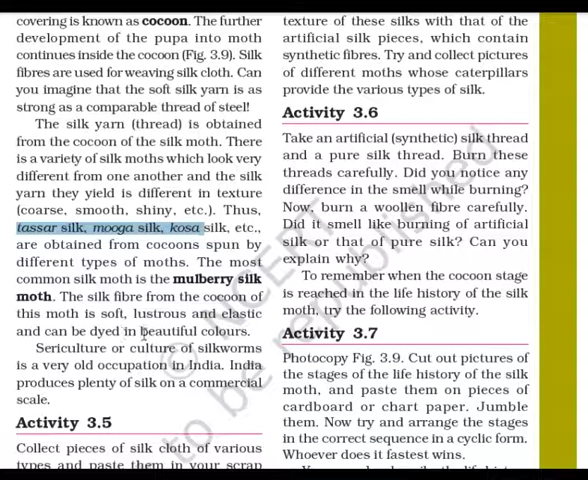 covering is known as cocoon. The further
development of the pupa into moth
continues inside the cocoon (Fig. 3.9). Silk
fibres are used for weaving silk cloth. Can
you imagine that the soft silk yarn is as
strong as a comparable thread of steel!
The silk yarn (thread) is obtained
from the cocoon of the silk moth. There
is a variety of silk moths which look very
different from one another and the silk
yarn they yield is different in texture
(coarse, smooth, shiny, etc.). Thus,
tassar silk, mooga silk, kosa silk, etc.,
are obtained from cocoons spun by
different types of moths. The most
common silk moth is the mulberry silk
moth. The silk fibre from the cocoon of
this moth is soft, lustrous and elastic
and can be dyed in beautiful colours.
Sericulture or culture of silkworms
is a very old occupation in India. India
produces plenty of silk on a commercial
scale.
Activity 3.5
Collect pieces of silk cloth of various
types and paste them in your scrap
texture of these silks with that of the
artificial silk pieces, which contain
synthetic fibres. Try and collect pictures
of different moths whose caterpillars
provide the various types of silk.
Activity 3.6
Take an artificial (synthetic) silk thread
and a pure silk thread. Burn these
threads carefully. Did you notice any
difference in the smell while burning?
Now, burn a woollen fibre carefully.
Did it smell like burning of artificial
silk or that of pure silk? Can you
explain why?
To remember when the cocoon stage
is reached in the life history of the silk
moth, try the following activity.
Activity 3.7
Photocopy Fig. 3.9. Cut out pictures of
the stages of the life history of the silk
moth, and paste them on pieces of
cardboard or chart paper. Jumble
them. Now try and arrange the stages
in the correct sequence in a cyclic form.
Whoever does it fastest wins.
© NCERT
to be republished